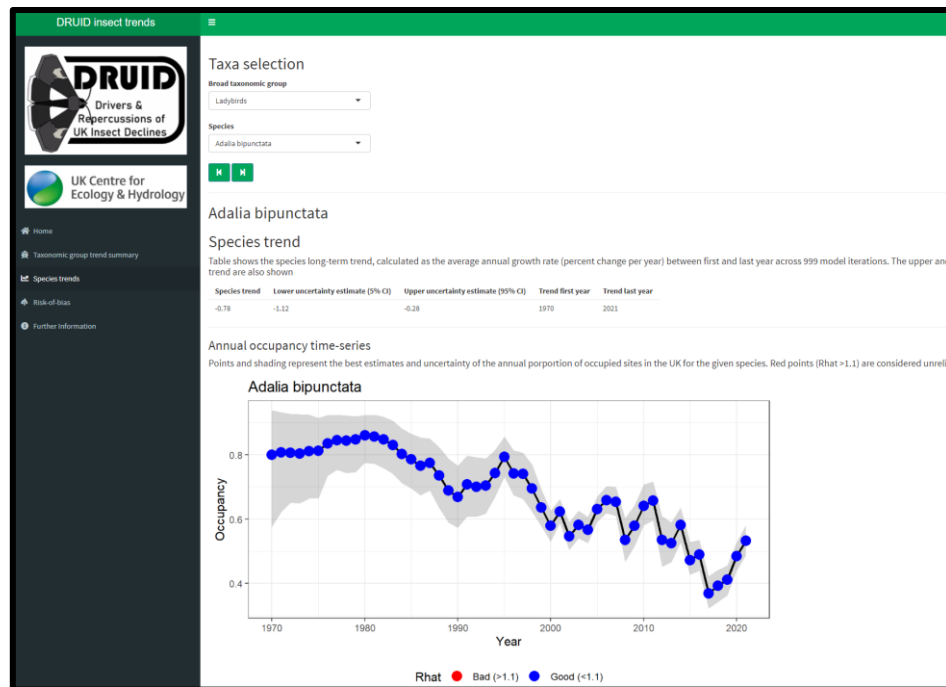 DRUID insect trends
DRUID
Drivers &
Repercussions of
UK Insect Declines
UK Centre for
Ecology & Hydrology
Home
Taxonomic group trend summary
Species trends
Risk-of-bias
Further Information
Taxa selection
Broad taxonomic group
Ladybirds
Species
Adalia bipunctata
Adalia bipunctata
Species trend
Table shows the species long-term trend, calculated as the average annual growth rate (percent change per year) between first and last year across 999 model iterations. The upper and
trend are also shown
Species trend Lower uncertainty estimate (5% CI) Upper uncertainty estimate (95% CI) Trend first year Trend last year
-0.78 -1.12 -0.28 1970 2021
Annual occupancy time-series
Points and shading represent the best estimates and uncertainty of the annual porportion of occupied sites in the UK for the given species. Red points (Rhat >1.1) are considered unreli
Adalia bipunctata
Occupancy
0.8
0.6
0.4
1970 1980 1990 2000 2010 2020
Year
Rhat Bad (>1.1) Good (<1.1)